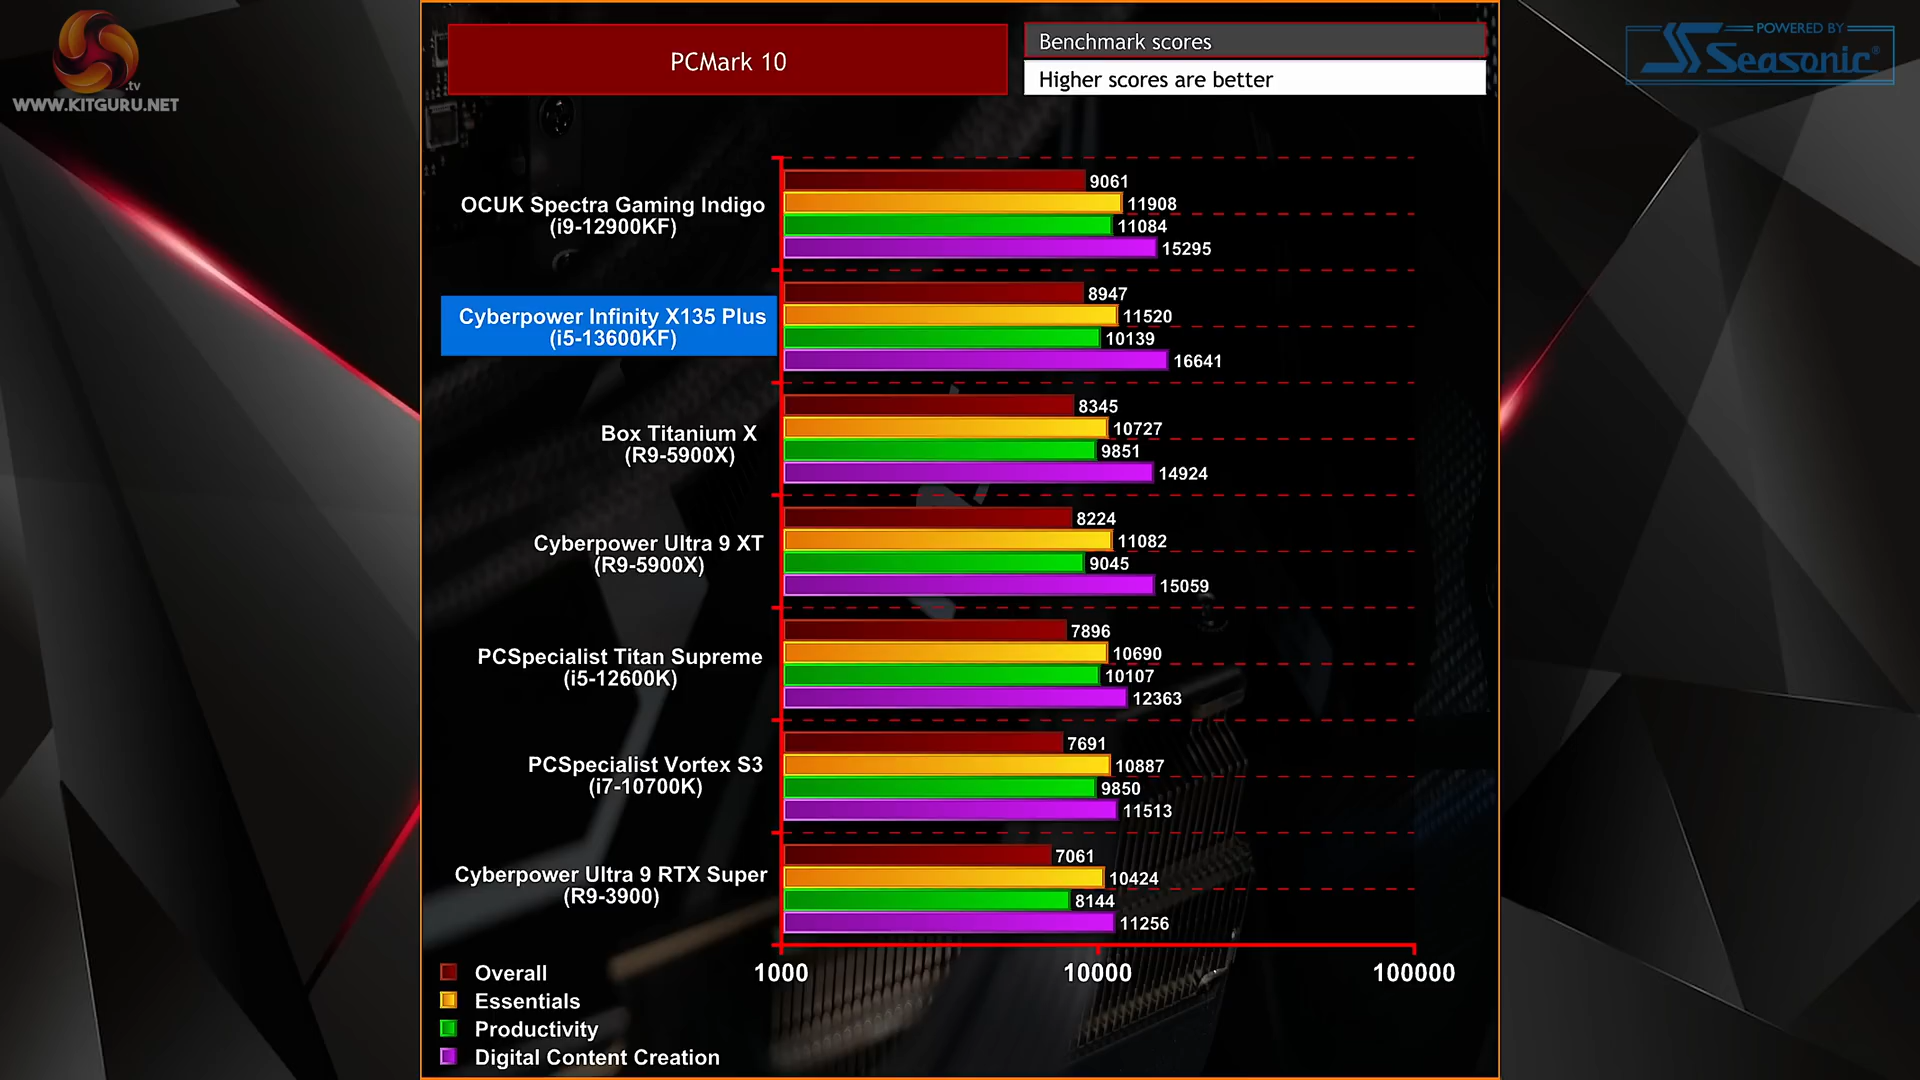 .tv
WWW.KITGURU.NET
PCMark 10
Benchmark scores
Higher scores are better
POWERED BY
Seasonic®
OCUK Spectra Gaming Indigo
(i9-12900KF)
9061
11908
11084
15295
Cyberpower Infinity X135 Plus
(i5-13600KF)
8947
11520
10139
16641
Box Titanium X
(R9-5900X)
8345
10727
9851
14924
Cyberpower Ultra 9 XT
(R9-5900X)
8224
11082
9045
15059
PCSpecialist Titan Supreme
(i5-12600K)
7896
10690
10107
12363
PCSpecialist Vortex S3
(i7-10700K)
7691
10887
9850
11513
Cyberpower Ultra 9 RTX Super
(R9-3900)
7061
10424
8144
11256
1000 10000 100000
Overall
Essentials
Productivity
Digital Content Creation